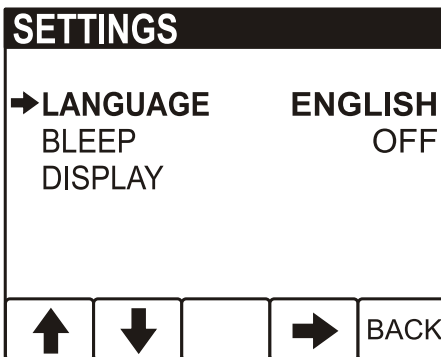 SETTINGS
LANGUAGE ENGLISH
BLEEP OFF
DISPLAY
BACK